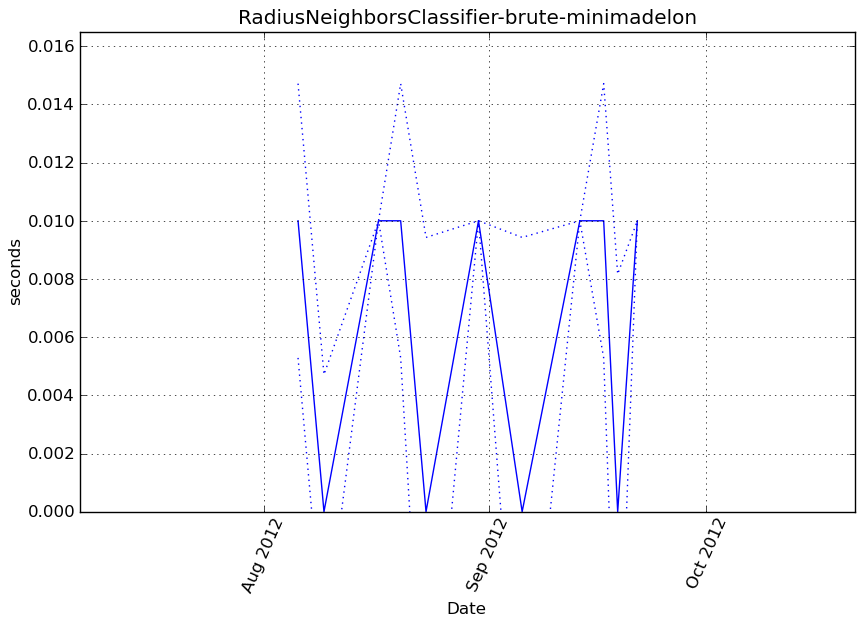 RadiusNeighborsClassifier-brute-minimadelon
0.016
0.014
0.012
0.010
0.008
0.006
0.004
0.002
0.000
seconds
Aug 2012
Sep 2012
Oct 2012
Date